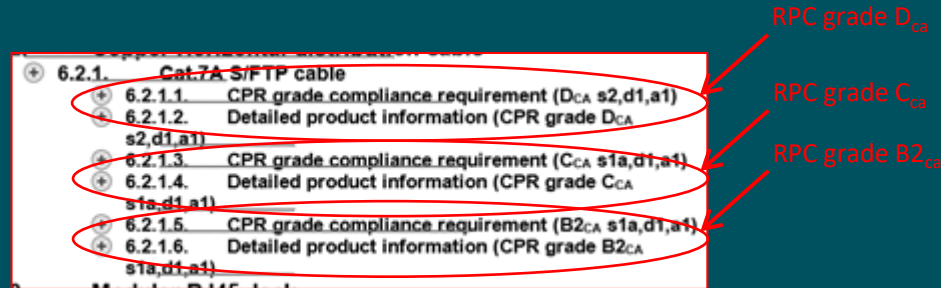 RPC grade Dca
6.2.1. Cat.7A S/FTP cable
6.2.1.1. CPR grade compliance requirement (DCA s2,d1,a1)
6.2.1.2. Detailed product information (CPR grade DCA
s2,d1,a1)
RPC grade Cca
6.2.1.3. CPR grade compliance requirement (CCA s1a,d1,a1)
6.2.1.4. Detailed product information (CPR grade CCA
s1a,d1,a1)
RPC grade B2ca
6.2.1.5. CPR grade compliance requirement (B2CA s1a,d1,a1)
6.2.1.6. Detailed product information (CPR grade B2CA
s1a,d1,a1)